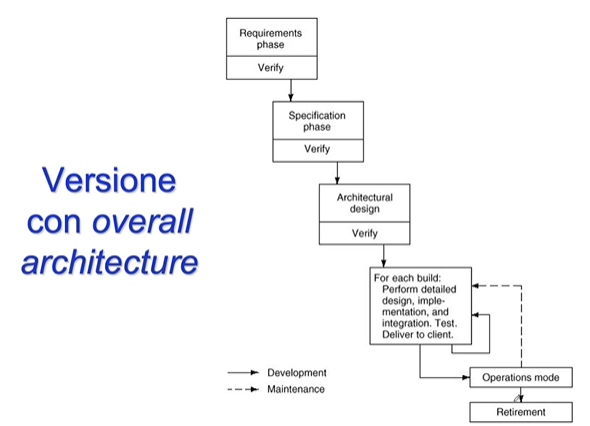 Requirements
phase
Verify
Specification
phase
Verify
Versione
con overall
architecture
Architectural
design
Verify
For each build:
Perform detailed
design, imple-
mentation, and
integration. Test.
Deliver to client.
Development
Maintenance
Operations mode
Retirement